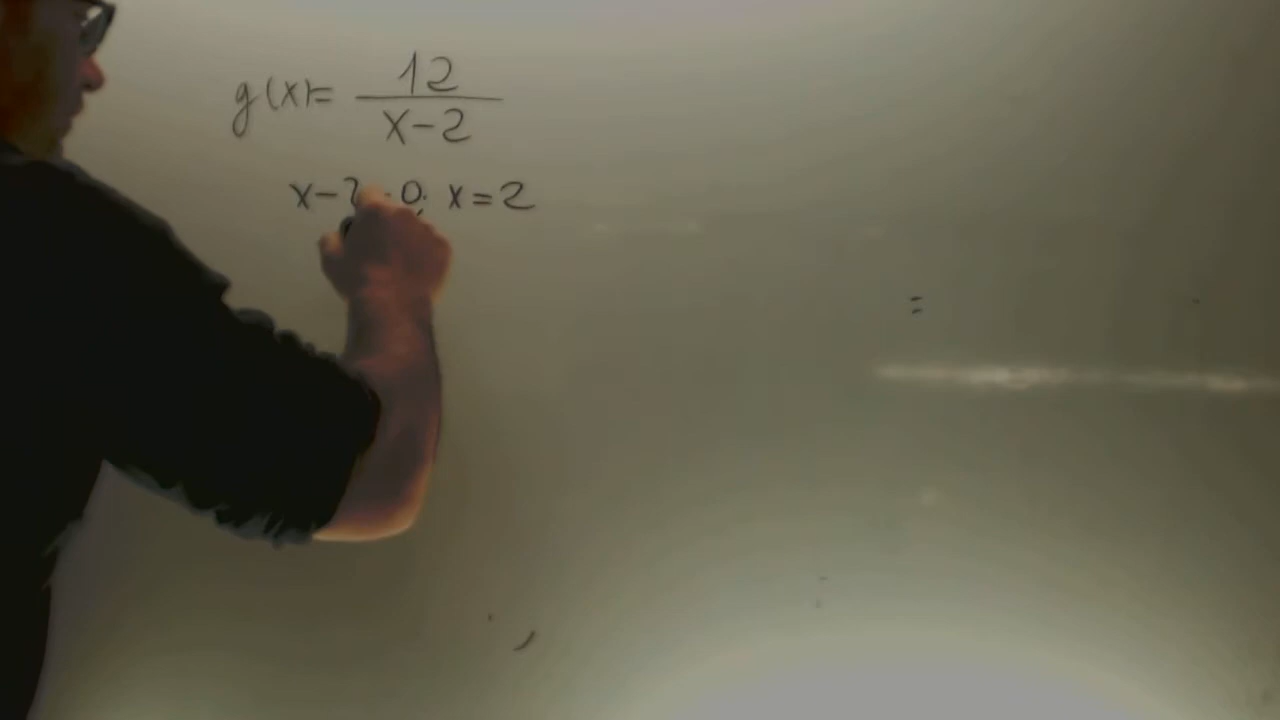 g(x)= 12/(x-2)
x-2 = 0; x=2